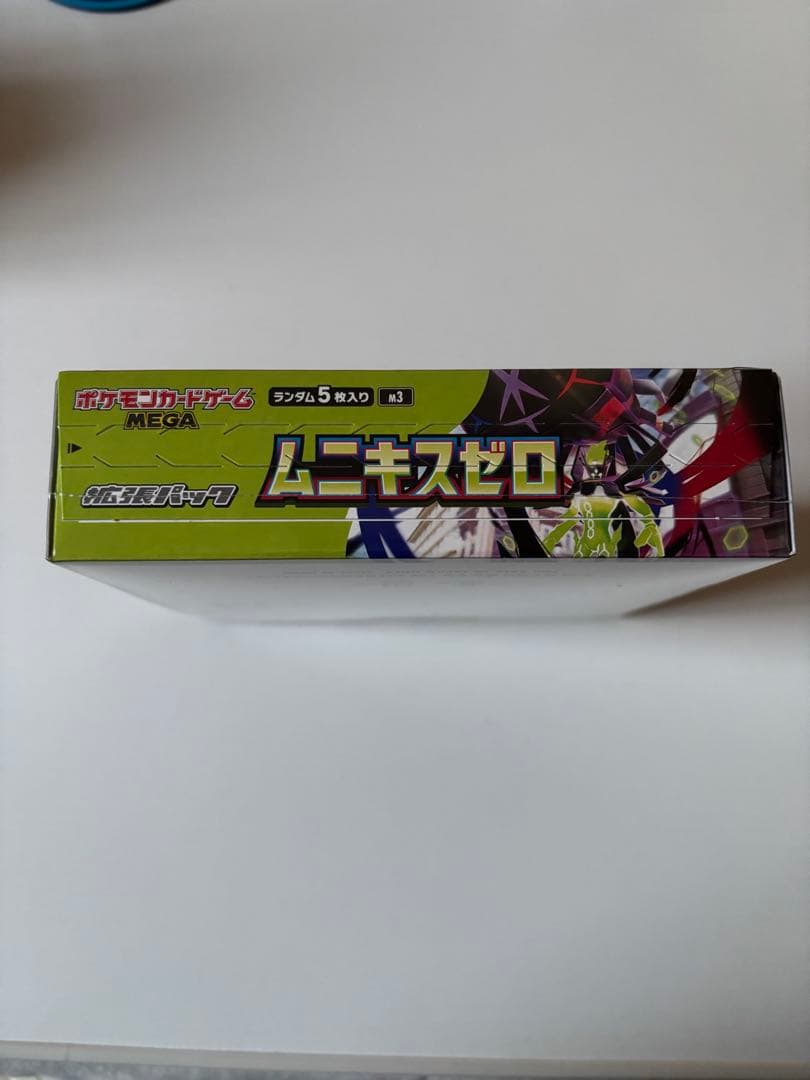 ポケモンカードゲーム
MEGA
ランダム5枚入り M3
ムニキスゼロ
拡張パック